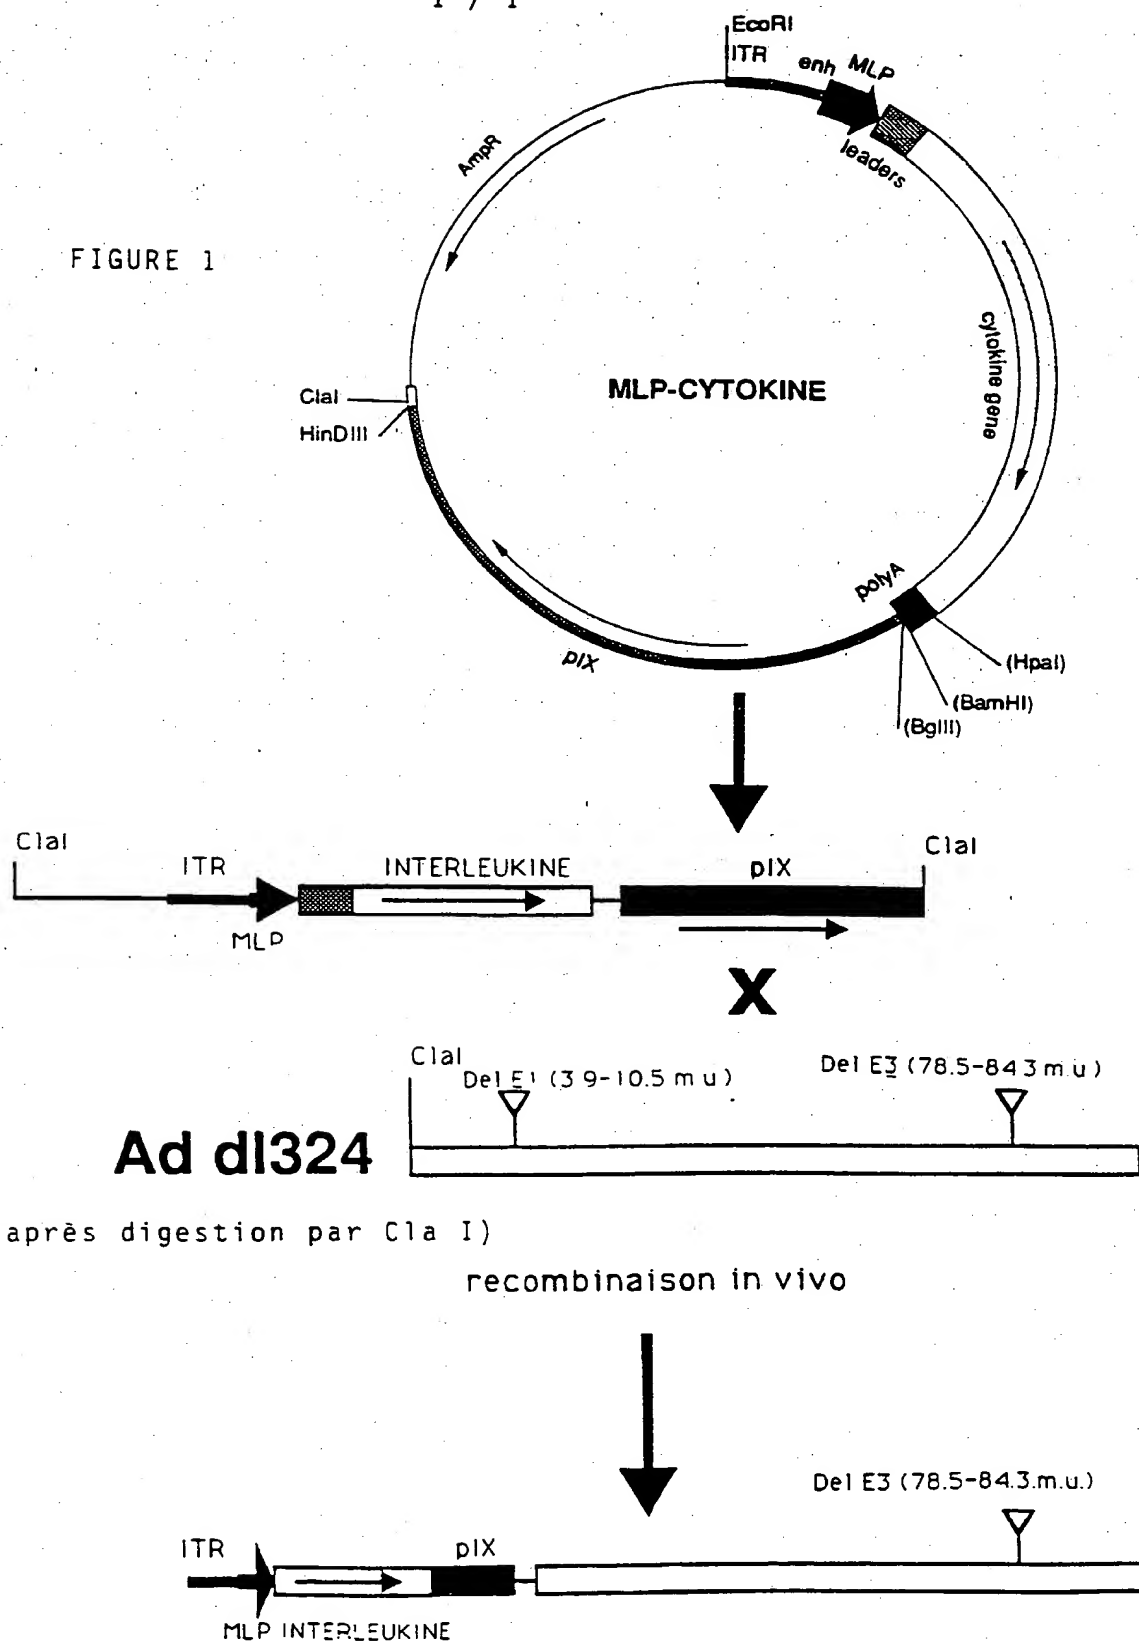 1 / 1
EcoRI
ITR
enh MLP
leaders
AmpR
FIGURE 1
cytokine gene
MLP-CYTOKINE
ClaI
HinDIII
polyA
pIX
(HpaI)
(BamHI)
(BglII)
ClaI
ITR
INTERLEUKINE
pIX
ClaI
MLP
X
ClaI
Del E1 (3 9-10.5 m u)
Del E3 (78.5-84 3 m.u)
Ad dl324
après digestion par Cla I)
recombinaison in vivo
Del E3 (78.5-84.3.m.u.)
ITR
pIX
MLP INTERLEUKINE